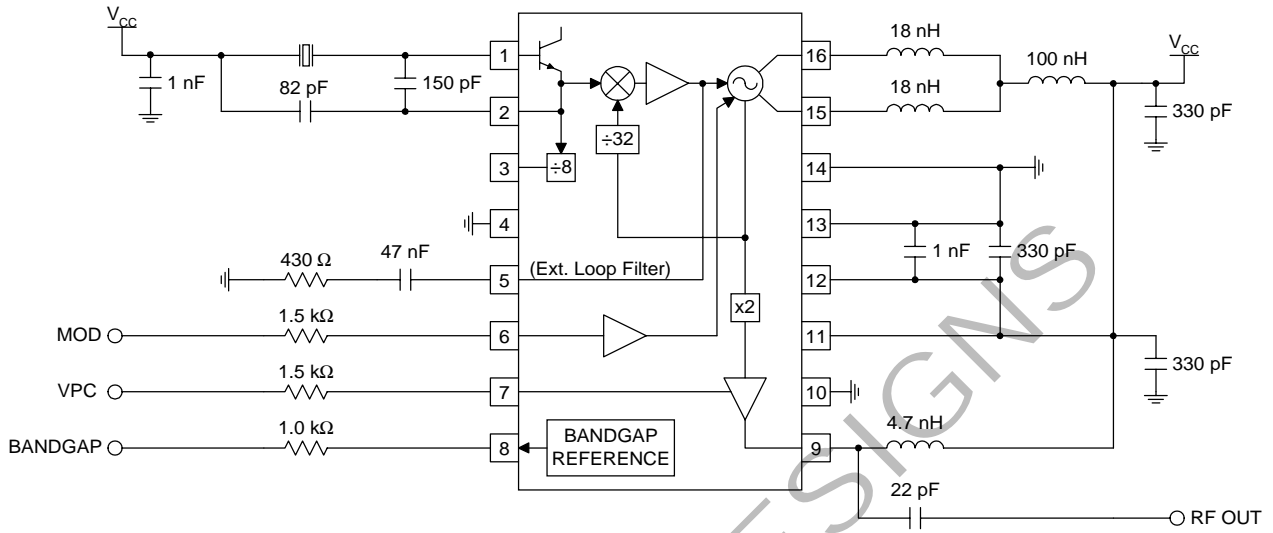 VCC
1 nF
82 pF
150 pF
1
2
3
4
5
6
7
8
÷8
÷32
x2
(Ext. Loop Filter)
BANDGAP
REFERENCE
430 Ω
47 nF
MOD
1.5 kΩ
VPC
1.5 kΩ
BANDGAP
1.0 kΩ
16
15
14
13
12
11
10
9
18 nH
18 nH
100 nH
VCC
330 pF
1 nF
330 pF
330 pF
4.7 nH
22 pF
RF OUT
ESIGNS